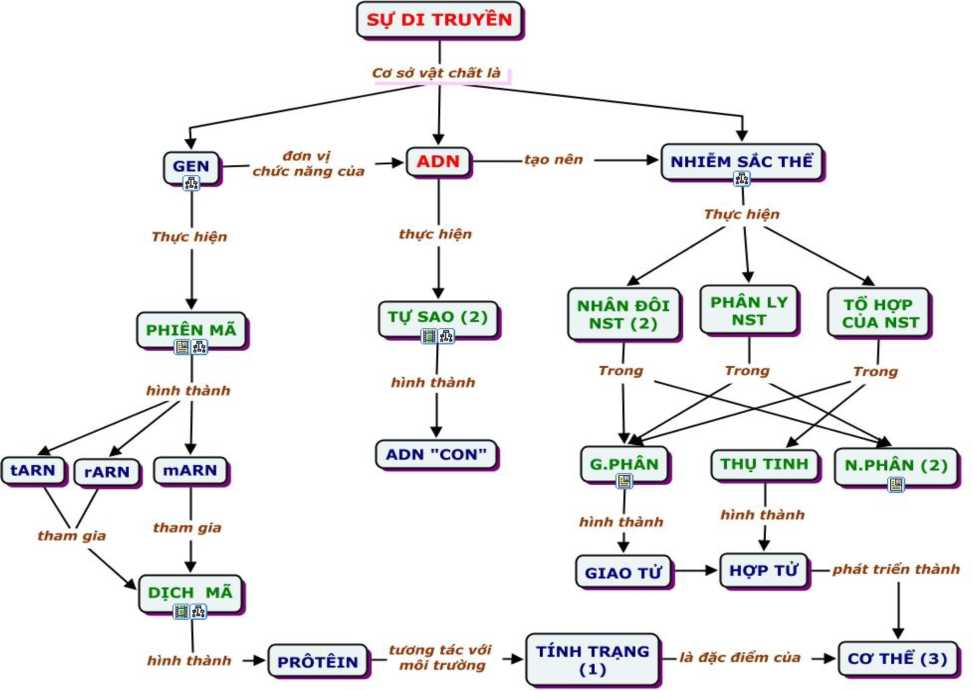 SỰ DI TRUYỀN
Cơ sở vật chất là
GEN
đơn vị
chức năng của
ADN
tạo nên
NHIỄM SẮC THỂ
Thực hiện
thực hiện
Thực hiện
PHIÊN MÃ
TỰ SAO (2)
NHÂN ĐÔI
NST (2)
PHÂN LY
NST
TỔ HỢP
CỦA NST
hình thành
hình thành
Trong
Trong
Trong
tARN
rARN
mARN
ADN "CON"
G.PHÂN
THỤ TINH
N.PHÂN (2)
tham gia
tham gia
hình thành
hình thành
DỊCH MÃ
GIAO TỬ
HỢP TỬ
phát triển thành
hình thành
PRÔTÊIN
tương tác với
môi trường
TÍNH TRẠNG
(1)
là đặc điểm của
CƠ THỂ (3)